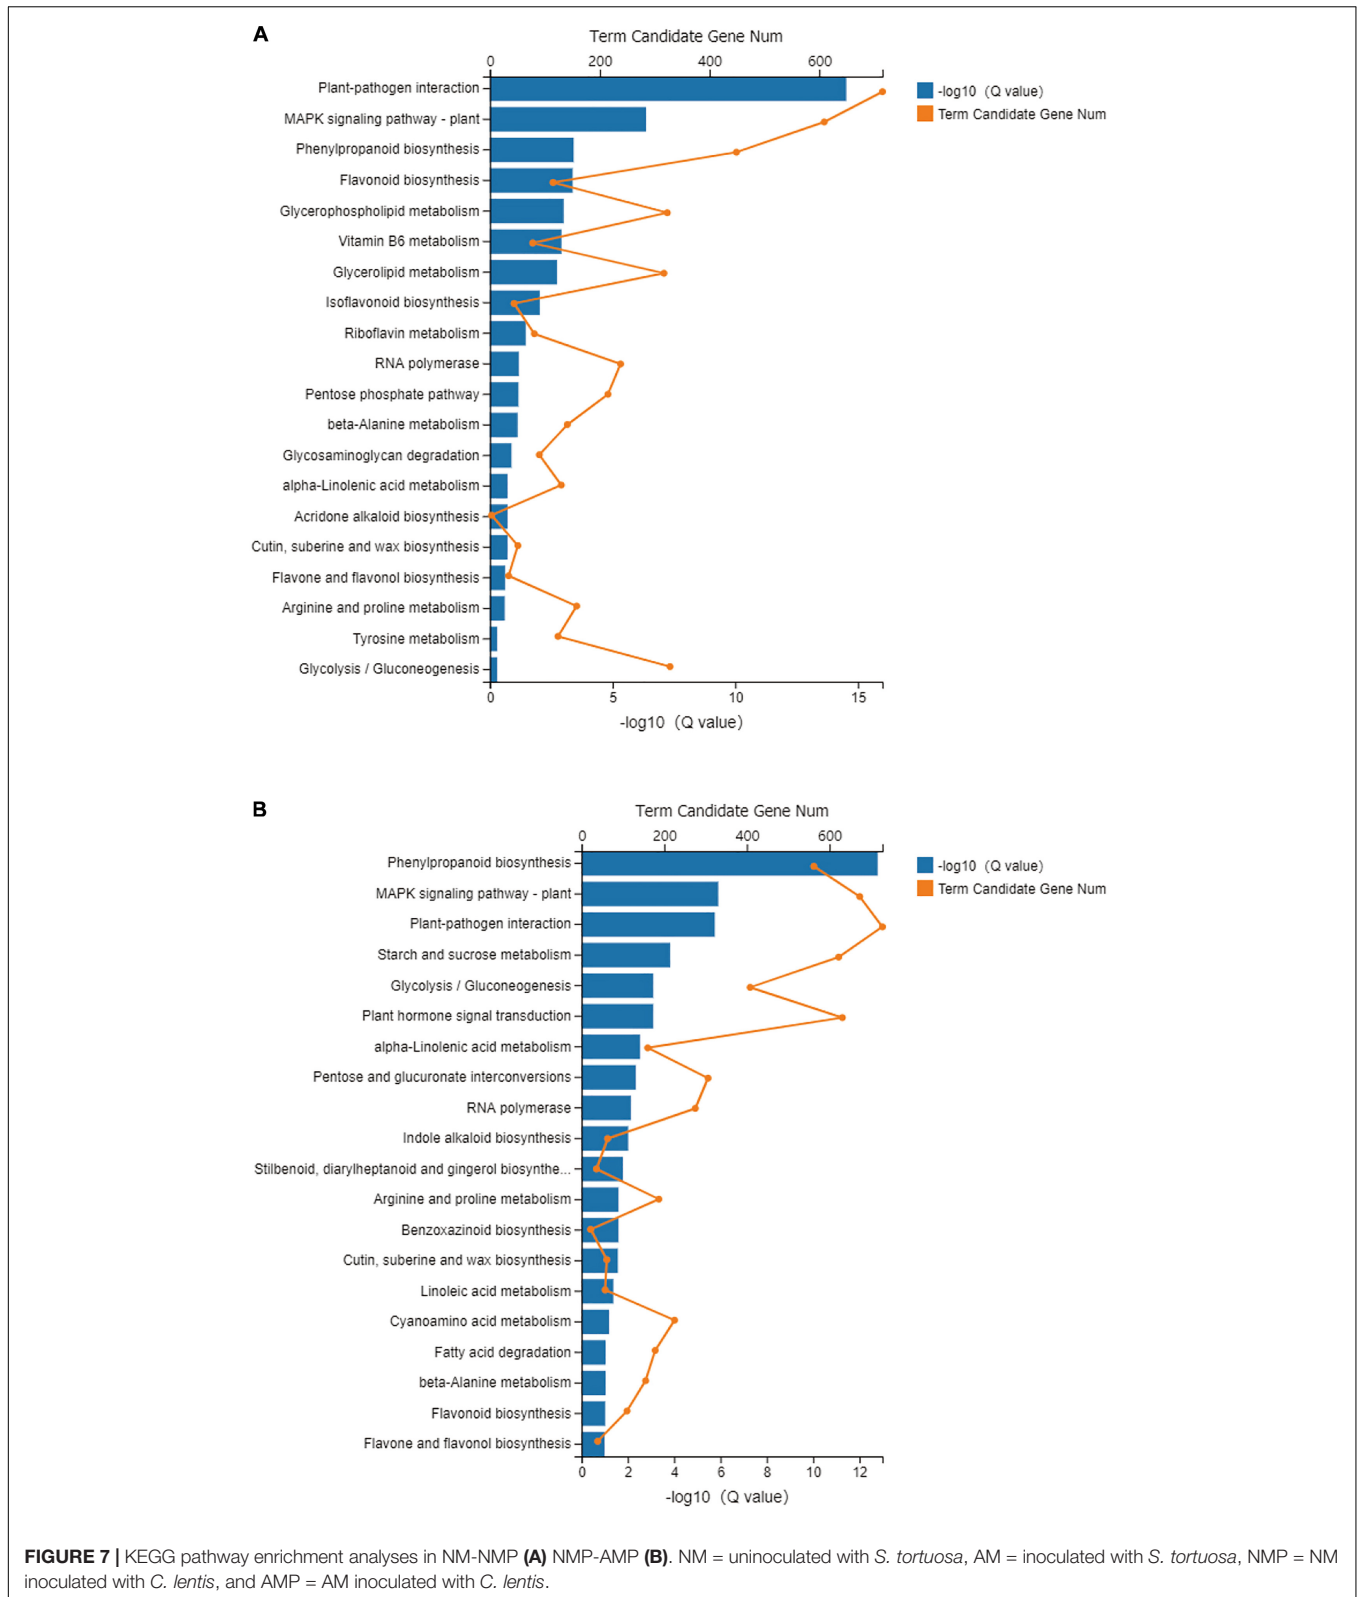 A
Term Candidate Gene Num
0 200 400 600
Plant-pathogen interaction
MAPK signaling pathway - plant
Phenylpropanoid biosynthesis
Flavonoid biosynthesis
Glycerophospholipid metabolism
Vitamin B6 metabolism
Glycerolipid metabolism
Isoflavonoid biosynthesis
Riboflavin metabolism
RNA polymerase
Pentose phosphate pathway
beta-Alanine metabolism
Glycosaminoglycan degradation
alpha-Linolenic acid metabolism
Acridone alkaloid biosynthesis
Cutin, suberine and wax biosynthesis
Flavone and flavonol biosynthesis
Arginine and proline metabolism
Tyrosine metabolism
Glycolysis / Gluconeogenesis
0 5 10 15
-log10（Q value）
-log10（Q value）
Term Candidate Gene Num
B
Term Candidate Gene Num
0 200 400 600
Phenylpropanoid biosynthesis
MAPK signaling pathway - plant
Plant-pathogen interaction
Starch and sucrose metabolism
Glycolysis / Gluconeogenesis
Plant hormone signal transduction
alpha-Linolenic acid metabolism
Pentose and glucuronate interconversions
RNA polymerase
Indole alkaloid biosynthesis
Stilbenoid, diarylheptanoid and gingerol biosynthe...
Arginine and proline metabolism
Benzoxazinoid biosynthesis
Cutin, suberine and wax biosynthesis
Linoleic acid metabolism
Cyanoamino acid metabolism
Fatty acid degradation
beta-Alanine metabolism
Flavonoid biosynthesis
Flavone and flavonol biosynthesis
0 2 4 6 8 10 12
-log10（Q value）
-log10（Q value）
Term Candidate Gene Num
FIGURE 7 | KEGG pathway enrichment analyses in NM-NMP (A) NMP-AMP (B). NM = uninoculated with S. tortuosa, AM = inoculated with S. tortuosa, NMP = NM
inoculated with C. lentis, and AMP = AM inoculated with C. lentis.